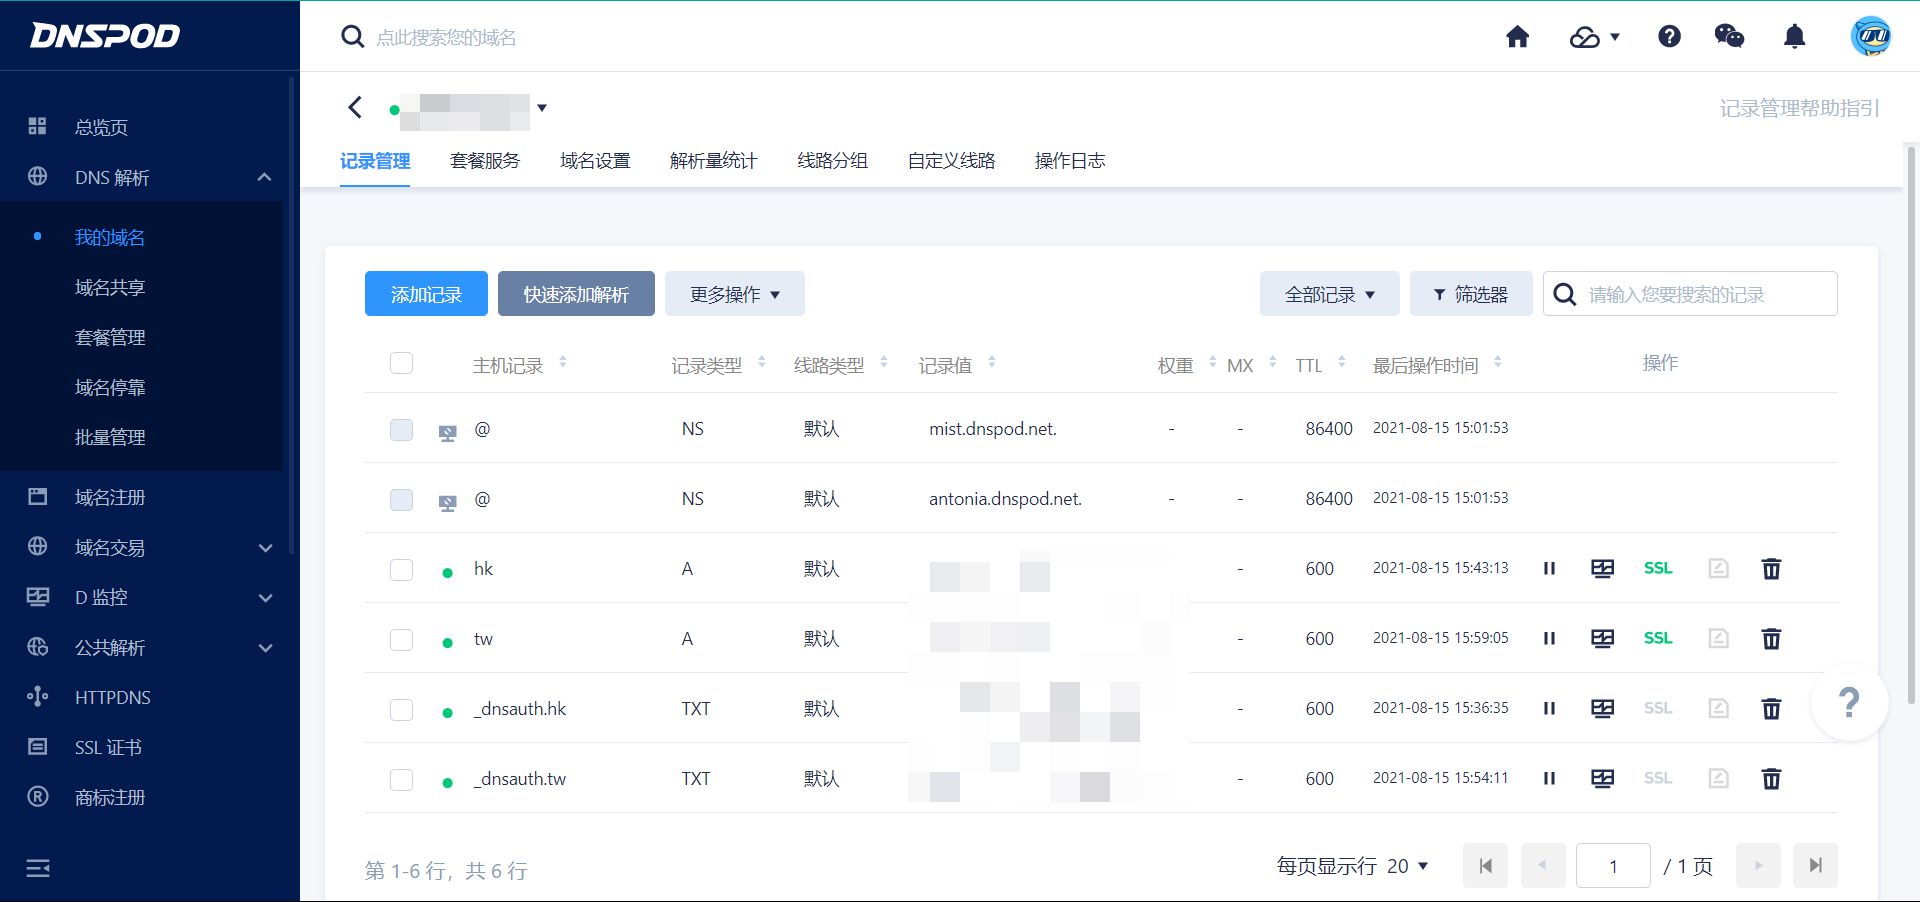 DNSPOD
点此搜索您的域名
总览页
DNS 解析
我的域名
域名共享
套餐管理
域名停靠
批量管理
域名注册
域名交易
D 监控
公共解析
HTTPDNS
SSL 证书
商标注册
记录管理帮助指引
记录管理 套餐服务 域名设置 解析量统计 线路分组 自定义线路 操作日志
添加记录 快速添加解析 更多操作 全部记录 筛选器 请输入您要搜索的记录
主机记录 记录类型 线路类型 记录值 权重 MX TTL 最后操作时间 操作
@ NS 默认 mist.dnspod.net. - - 86400 2021-08-15 15:01:53
@ NS 默认 antonia.dnspod.net. - - 86400 2021-08-15 15:01:53
hk A 默认 - 600 2021-08-15 15:43:13 SSL
tw A 默认 - 600 2021-08-15 15:59:05 SSL
_dnsauth.hk TXT 默认 - 600 2021-08-15 15:36:35 SSL
_dnsauth.tw TXT 默认 - 600 2021-08-15 15:54:11 SSL
第 1-6 行，共 6 行 每页显示行 20 1 / 1 页